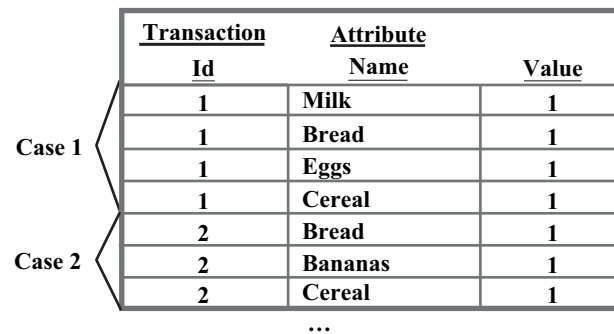 Transaction Attribute
Id Name Value
1 Milk 1
1 Bread 1
Case 1
1 Eggs 1
1 Cereal 1
2 Bread 1
Case 2 2 Bananas 1
2 Cereal 1
...